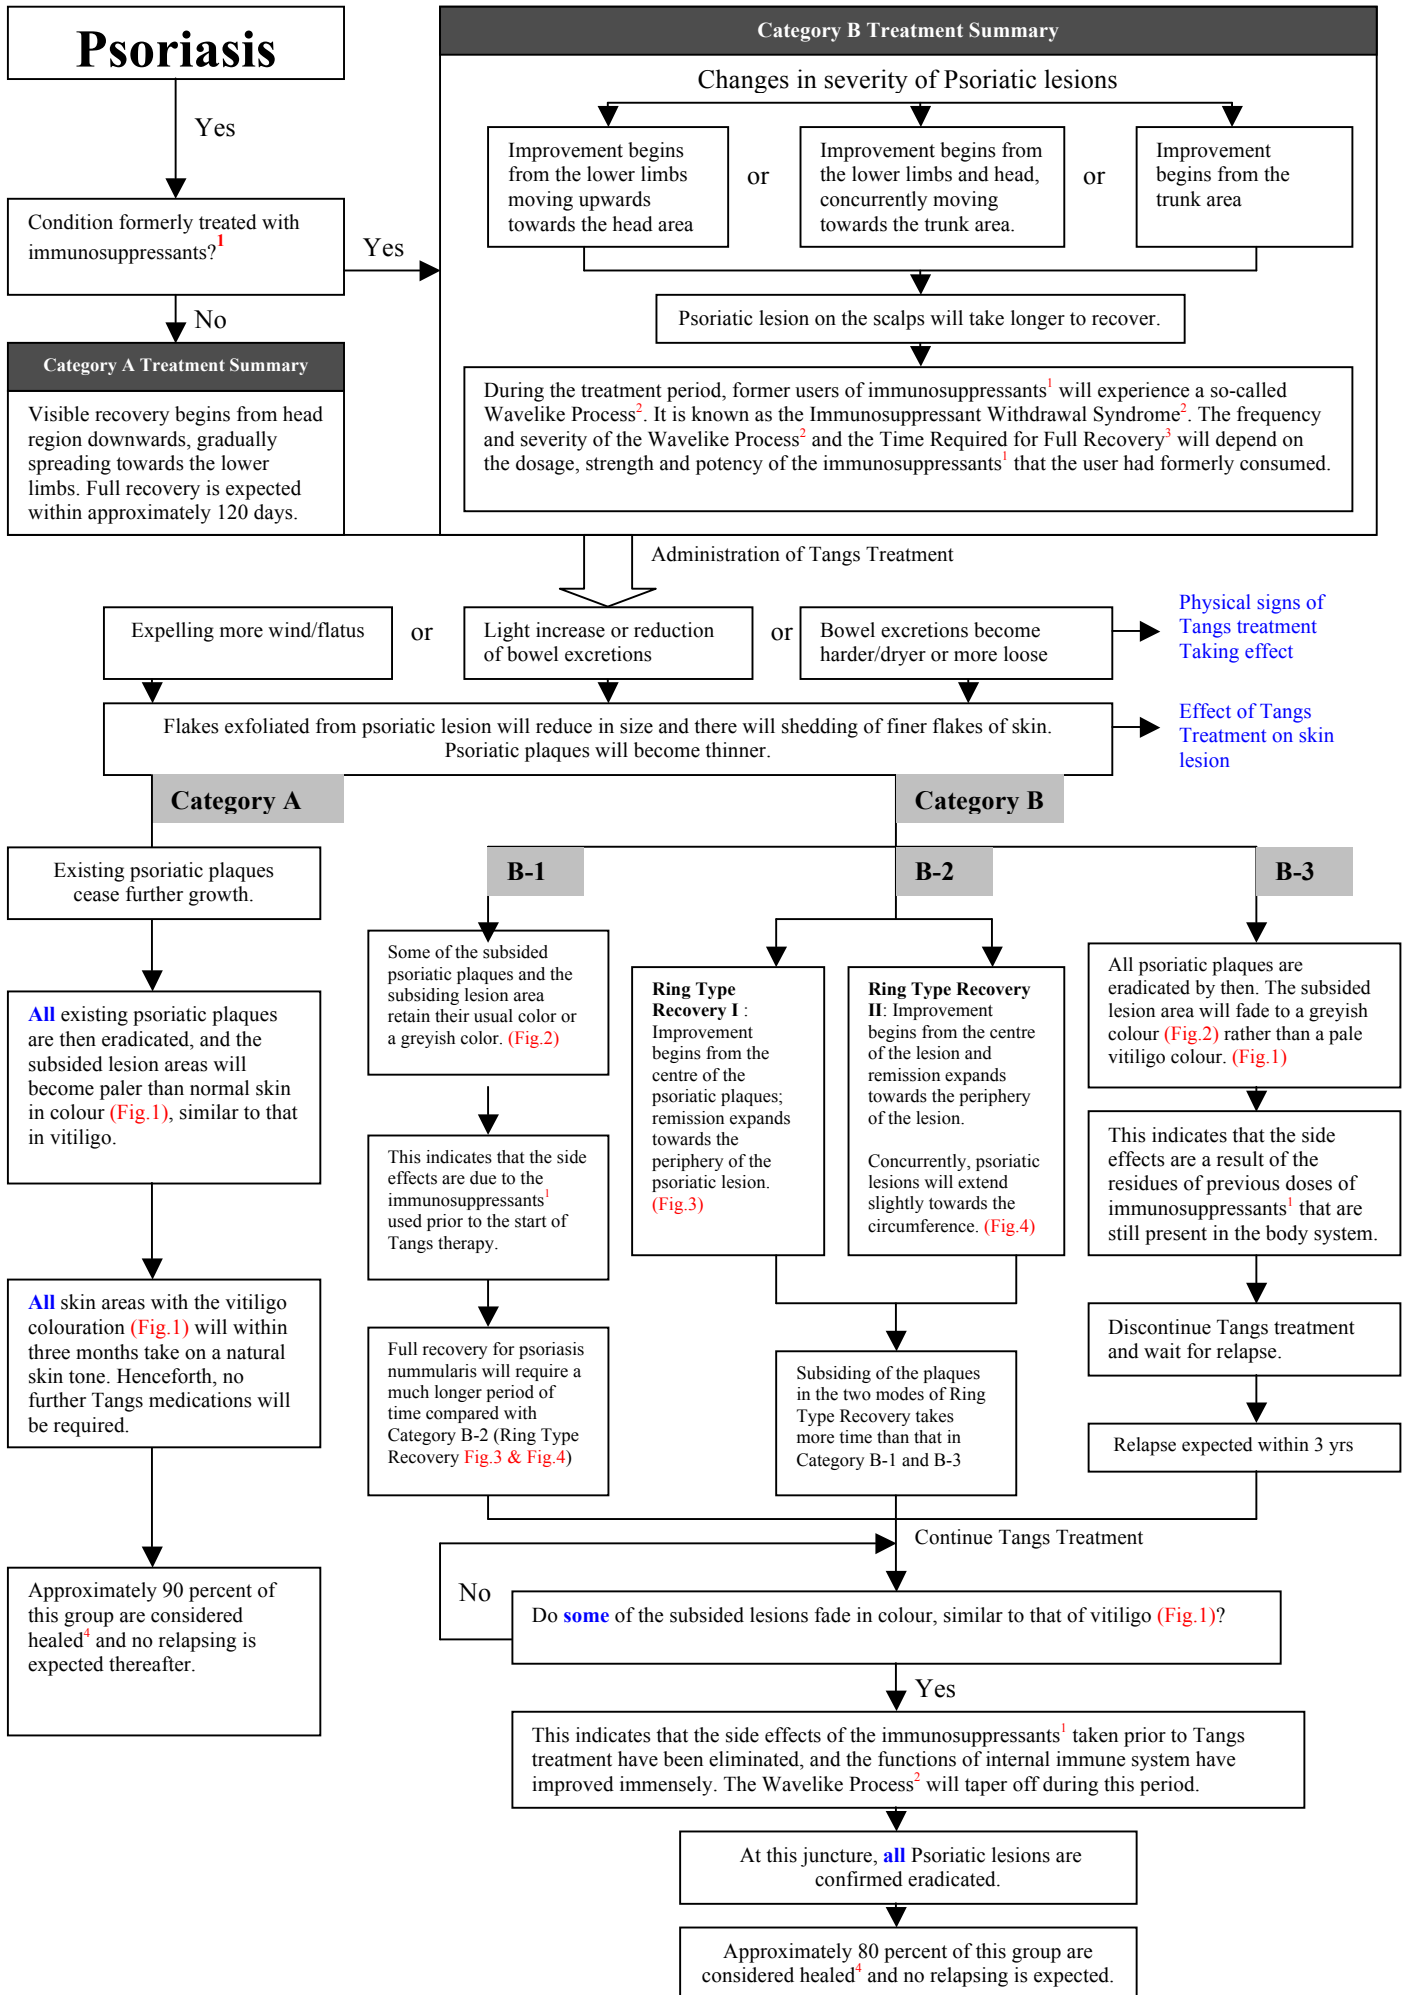 Psoriasis
Yes
Condition formerly treated with
immunosuppressants?1
Yes
No
Category A Treatment Summary
Visible recovery begins from head
region downwards, gradually
spreading towards the lower
limbs. Full recovery is expected
within approximately 120 days.
Category B Treatment Summary
Changes in severity of Psoriatic lesions
Improvement begins
from the lower limbs
moving upwards
towards the head area
or
Improvement begins from
the lower limbs and head,
concurrently moving
towards the trunk area.
or
Improvement
begins from the
trunk area
Psoriatic lesion on the scalps will take longer to recover.
During the treatment period, former users of immunosuppressants1 will experience a so-called
Wavelike Process2. It is known as the Immunosuppressant Withdrawal Syndrome2. The frequency
and severity of the Wavelike Process2 and the Time Required for Full Recovery3 will depend on
the dosage, strength and potency of the immunosuppressants1 that the user had formerly consumed.
Administration of Tangs Treatment
Expelling more wind/flatus
or
Light increase or reduction
of bowel excretions
or
Bowel excretions become
harder/dryer or more loose
Physical signs of
Tangs treatment
Taking effect
Flakes exfoliated from psoriatic lesion will reduce in size and there will shedding of finer flakes of skin.
Psoriatic plaques will become thinner.
Effect of Tangs
Treatment on skin
lesion
Category A
Existing psoriatic plaques
cease further growth.
All existing psoriatic plaques
are then eradicated, and the
subsided lesion areas will
become paler than normal skin
in colour (Fig.1), similar to that
in vitiligo.
All skin areas with the vitiligo
colouration (Fig.1) will within
three months take on a natural
skin tone. Henceforth, no
further Tangs medications will
be required.
Approximately 90 percent of
this group are considered
healed4 and no relapsing is
expected thereafter.
Category B
B-1
Some of the subsided
psoriatic plaques and the
subsiding lesion area
retain their usual color or
a greyish color. (Fig.2)
This indicates that the side
effects are due to the
immunosuppressants1
used prior to the start of
Tangs therapy.
Full recovery for psoriasis
nummularis will require a
much longer period of
time compared with
Category B-2 (Ring Type
Recovery Fig.3 & Fig.4)
B-2
Ring Type
Recovery I :
Improvement
begins from the
centre of the
psoriatic plaques;
remission expands
towards the
periphery of the
psoriatic lesion.
(Fig.3)
Ring Type Recovery
II: Improvement
begins from the centre
of the lesion and
remission expands
towards the periphery
of the lesion.
Concurrently, psoriatic
lesions will extend
slightly towards the
circumference. (Fig.4)
Subsiding of the plaques
in the two modes of Ring
Type Recovery takes
more time than that in
Category B-1 and B-3
B-3
All psoriatic plaques are
eradicated by then. The subsided
lesion area will fade to a greyish
colour (Fig.2) rather than a pale
vitiligo colour. (Fig.1)
This indicates that the side
effects are a result of the
residues of previous doses of
immunosuppressants1 that are
still present in the body system.
Discontinue Tangs treatment
and wait for relapse.
Relapse expected within 3 yrs
Continue Tangs Treatment
No
Do some of the subsided lesions fade in colour, similar to that of vitiligo (Fig.1)?
Yes
This indicates that the side effects of the immunosuppressants1 taken prior to Tangs
treatment have been eliminated, and the functions of internal immune system have
improved immensely. The Wavelike Process2 will taper off during this period.
At this juncture, all Psoriatic lesions are
confirmed eradicated.
Approximately 80 percent of this group are
considered healed4 and no relapsing is expected.